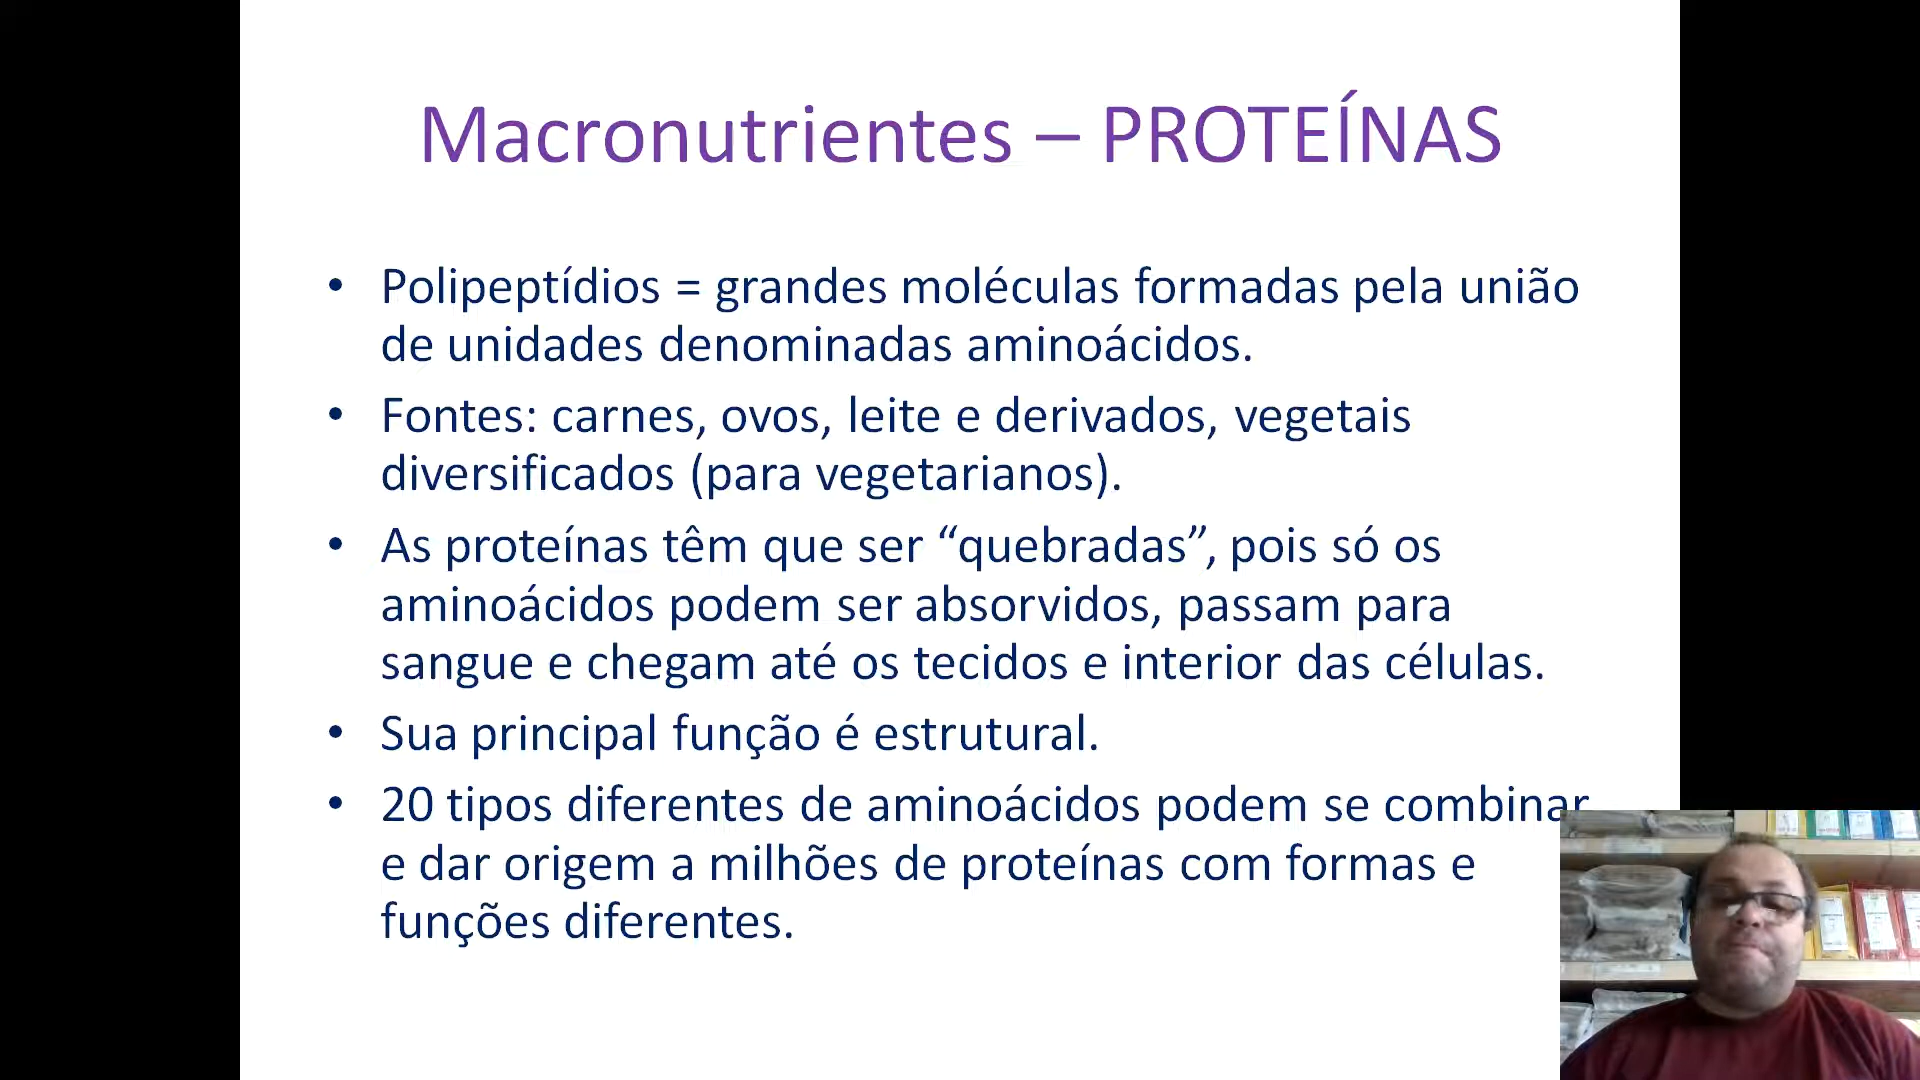 Macronutrientes – PROTEÍNAS
• Polipeptídios = grandes moléculas formadas pela união
de unidades denominadas aminoácidos.
• Fontes: carnes, ovos, leite e derivados, vegetais
diversificados (para vegetarianos).
• As proteínas têm que ser “quebradas”, pois só os
aminoácidos podem ser absorvidos, passam para
sangue e chegam até os tecidos e interior das células.
• Sua principal função é estrutural.
• 20 tipos diferentes de aminoácidos podem se combinar
e dar origem a milhões de proteínas com formas e
funções diferentes.